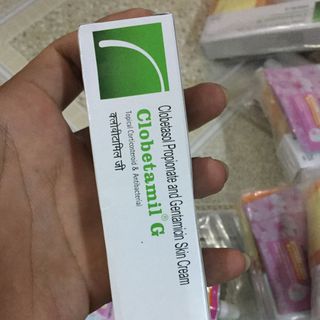 Clobetasol Propionate and Gentamicin Skin Cream
Clobetamil® G
Topical Corticosteroid & Antibacterial
क्लोबीटामिल जी